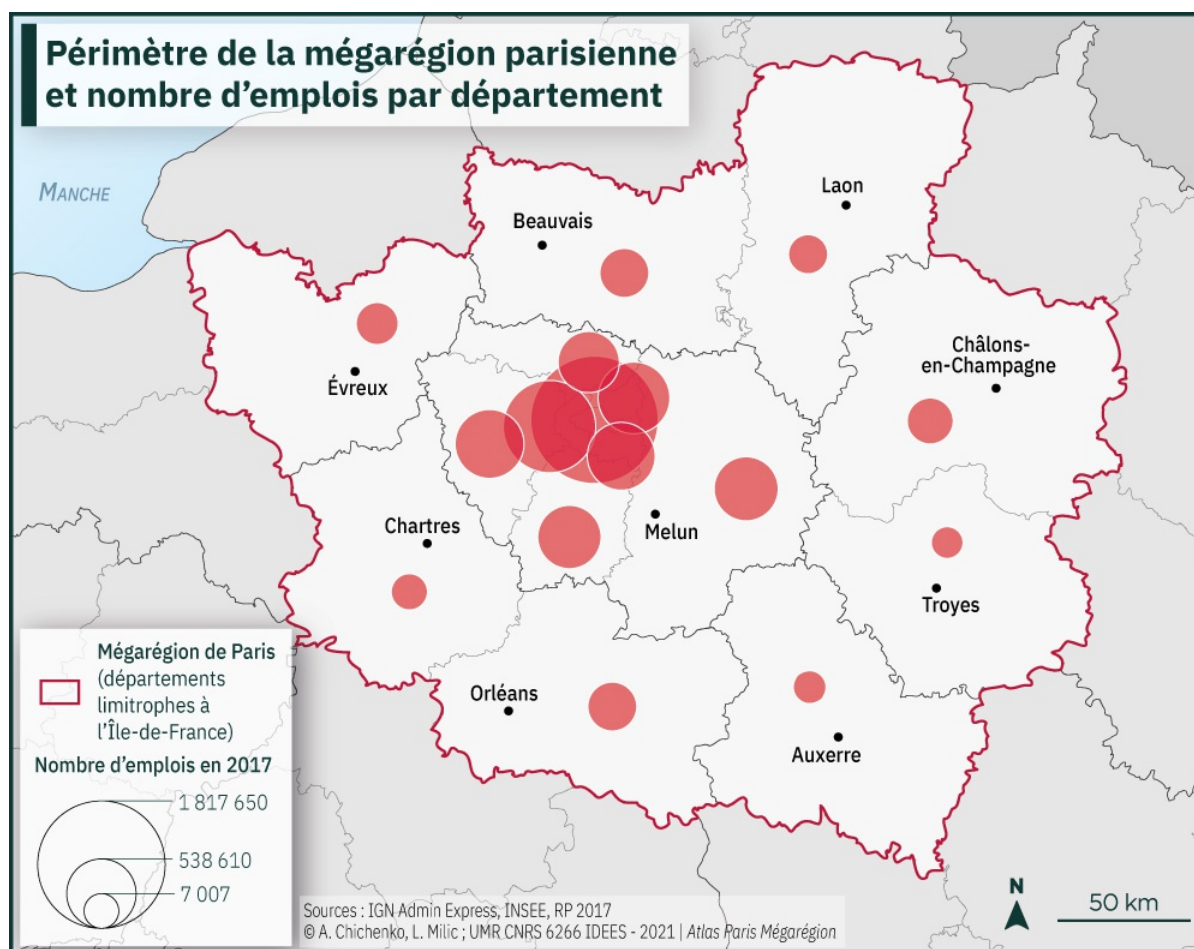 Périmètre de la mégarégion parisienne
et nombre d'emplois par département
MANCHE
Laon
Beauvais
Châlons-
en-Champagne
Évreux
Chartres
Melun
Troyes
Orléans
Auxerre
Mégarégion de Paris
(départements
limitrophes à
l'Île-de-France)
Nombre d'emplois en 2017
1 817 650
538 610
7 007
Sources : IGN Admin Express, INSEE, RP 2017
© A. Chichenko, L. Milic ; UMR CNRS 6266 IDEES - 2021 | Atlas Paris Mégarégion
N
50 km